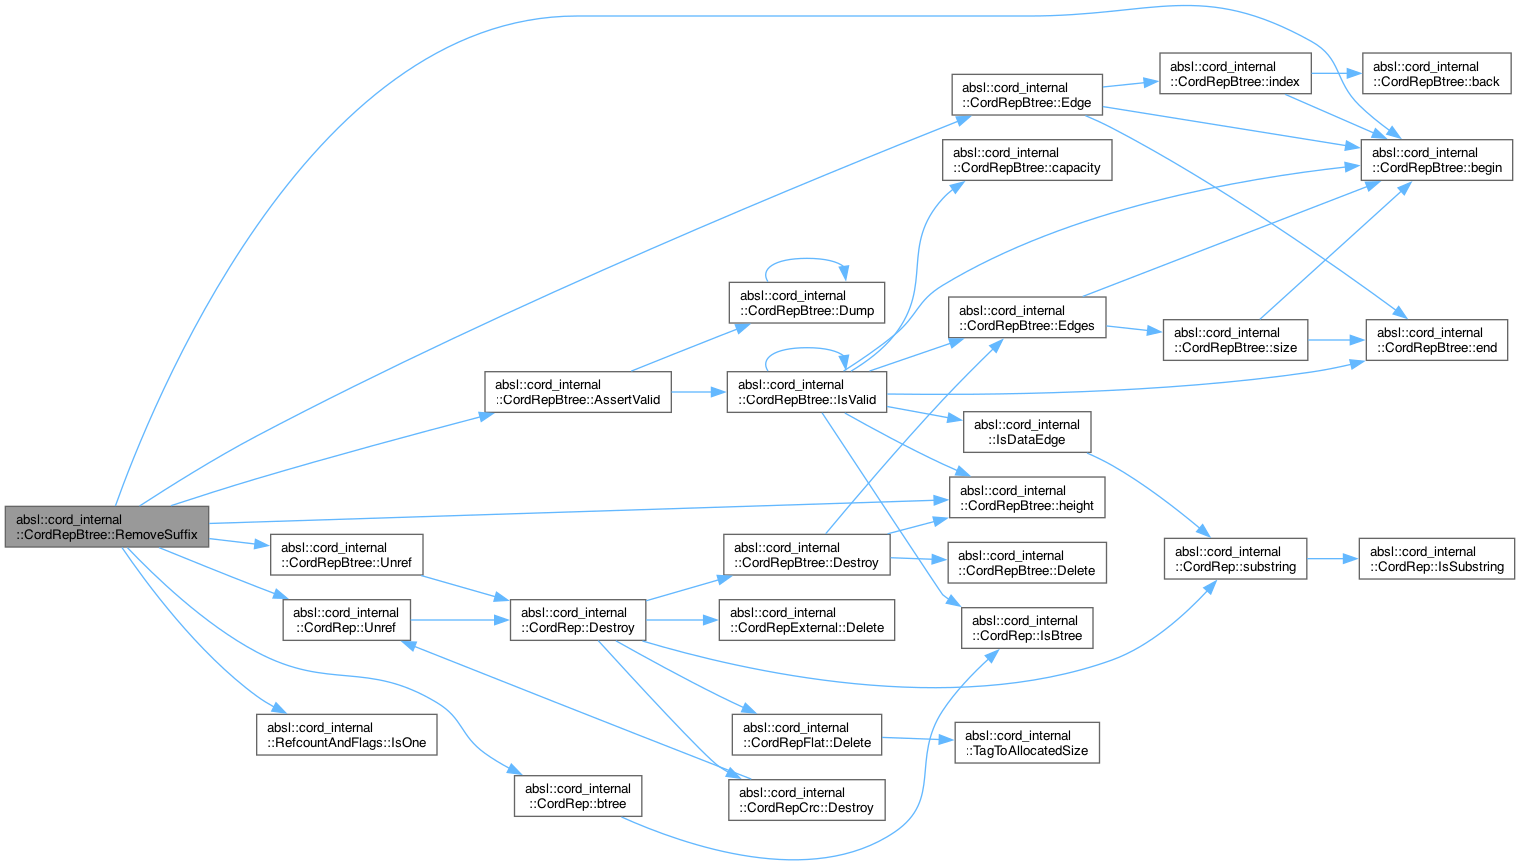 absl::cord_internal
::CordRepBtree::RemoveSuffix
absl::cord_internal
::CordRepBtree::AssertValid
absl::cord_internal
::CordRepBtree::Unref
absl::cord_internal
::CordRep::Unref
absl::cord_internal
::RefcountAndFlags::IsOne
absl::cord_internal
::CordRep::btree
absl::cord_internal
::CordRep::Destroy
absl::cord_internal
::CordRepBtree::Dump
absl::cord_internal
::CordRepBtree::IsValid
absl::cord_internal
::CordRepBtree::Destroy
absl::cord_internal
::CordRepExternal::Delete
absl::cord_internal
::CordRepFlat::Delete
absl::cord_internal
::CordRepCrc::Destroy
absl::cord_internal
::CordRepBtree::Edge
absl::cord_internal
::CordRepBtree::capacity
absl::cord_internal
::CordRepBtree::Edges
absl::cord_internal
::IsDataEdge
absl::cord_internal
::CordRepBtree::height
absl::cord_internal
::CordRepBtree::Delete
absl::cord_internal
::CordRep::IsBtree
absl::cord_internal
::TagToAllocatedSize
absl::cord_internal
::CordRepBtree::index
absl::cord_internal
::CordRepBtree::size
absl::cord_internal
::CordRep::substring
absl::cord_internal
::CordRepBtree::back
absl::cord_internal
::CordRepBtree::begin
absl::cord_internal
::CordRepBtree::end
absl::cord_internal
::CordRep::IsSubstring